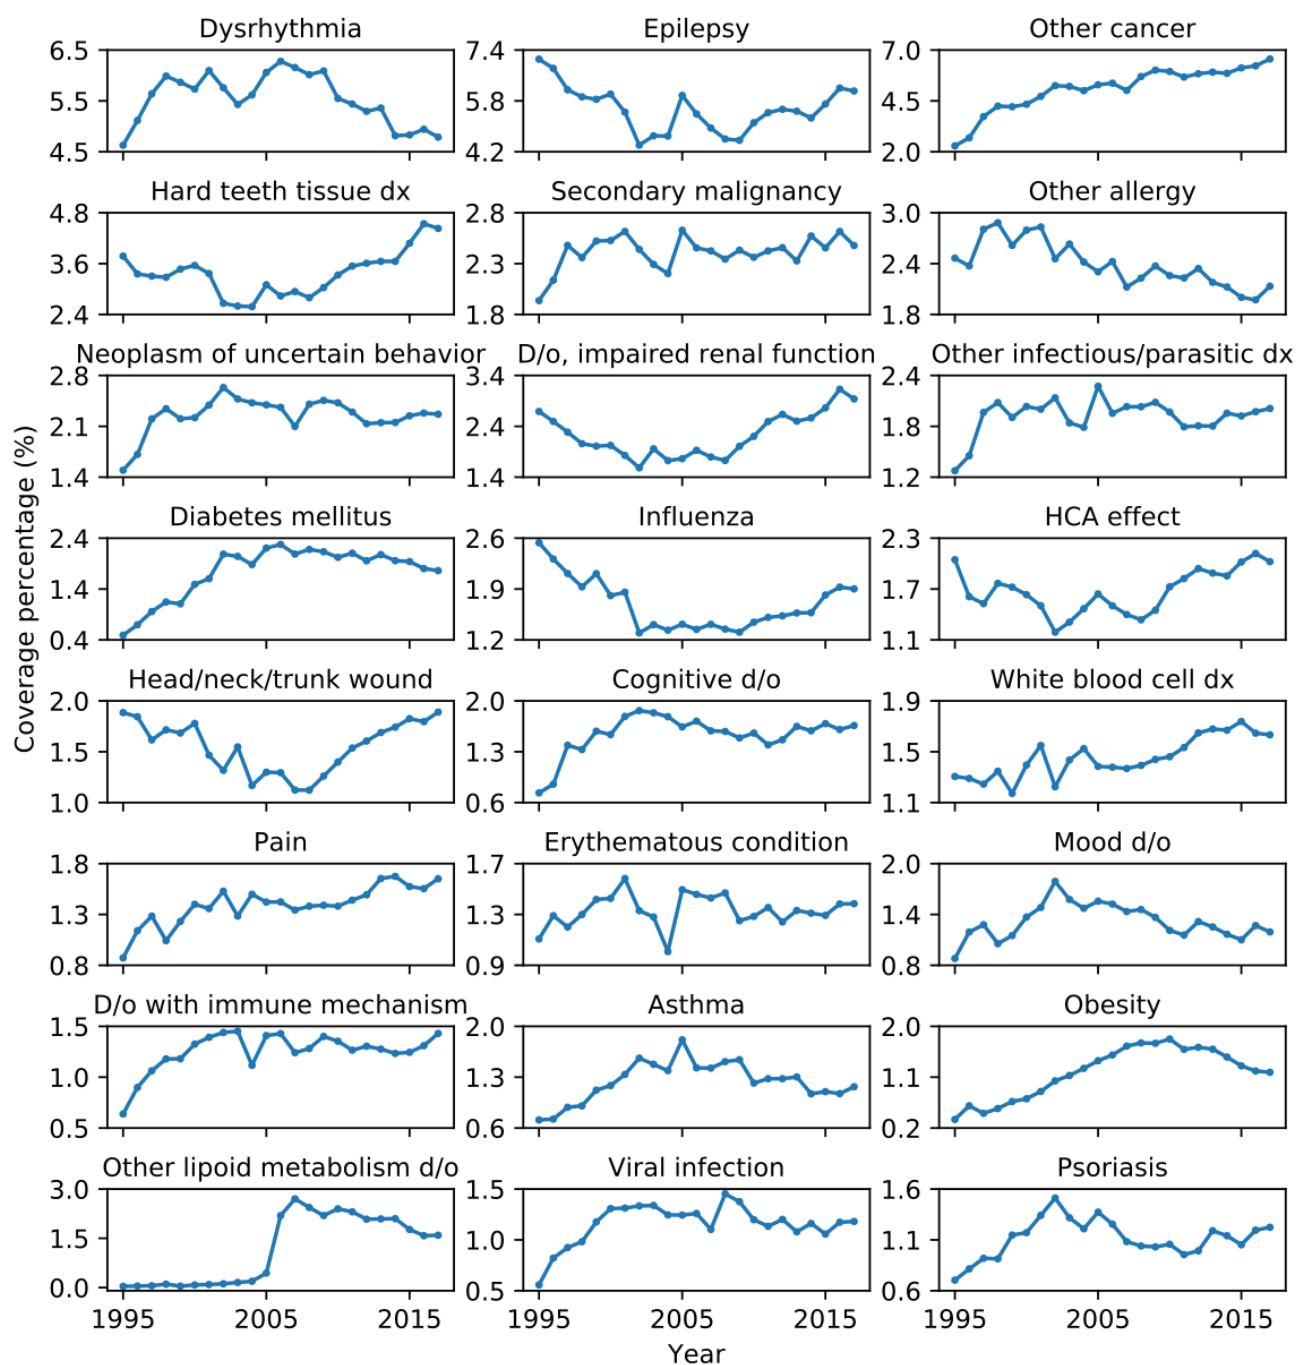 Dysrhythmia
6.5
5.5
4.5
Epilepsy
7.4
5.8
4.2
Other cancer
7.0
4.5
2.0
Hard teeth tissue dx
4.8
3.6
2.4
Secondary malignancy
2.8
2.3
1.8
Other allergy
3.0
2.4
1.8
Neoplasm of uncertain behavior
2.8
2.1
1.4
D/o, impaired renal function
3.4
2.4
1.4
Other infectious/parasitic dx
2.4
1.8
1.2
Coverage percentage (%)
Diabetes mellitus
2.4
1.4
0.4
Influenza
2.6
1.9
1.2
HCA effect
2.3
1.7
1.1
Head/neck/trunk wound
2.0
1.5
1.0
Cognitive d/o
2.0
1.3
0.6
White blood cell dx
1.9
1.5
1.1
Pain
1.8
1.3
0.8
Erythematous condition
1.7
1.3
0.9
Mood d/o
2.0
1.4
0.8
D/o with immune mechanism
1.5
1.0
0.5
Asthma
2.0
1.3
0.6
Obesity
2.0
1.1
0.2
Other lipoid metabolism d/o
3.0
1.5
0.0
1995 2005 2015
Viral infection
1.5
1.0
0.5
1995 2005 2015
Psoriasis
1.6
1.1
0.6
1995 2005 2015
Year